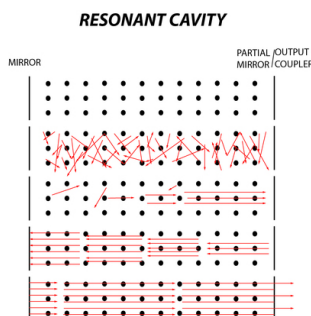 RESONANT CAVITY
MIRROR
PARTIAL / OUTPUT
MIRROR / COUPLER